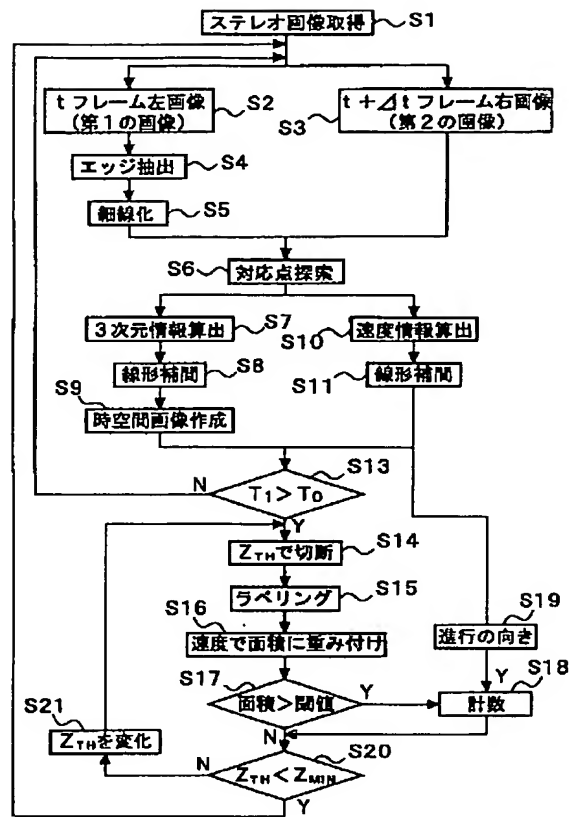 ステレオ画像取得
S1
tフレーム左画像
(第1の画像)
S2
t+Δtフレーム右画像
(第2の画像)
S3
エッジ抽出
S4
細線化
S5
S6
対応点探索
3次元情報算出
S7
S10
速度情報算出
線形補間
S8
S11
線形補間
S9
時空間画像作成
S13
N
T₁>T₀
Y
Z_TH で切断
S14
ラベリング
S15
S16
速度で面積に重み付け
S19
進行の向き
Y
S17
面積>閾値
Y
S18
計数
N
S21
Z_THを変化
S20
N
Z_TH<Z_MIN
Y